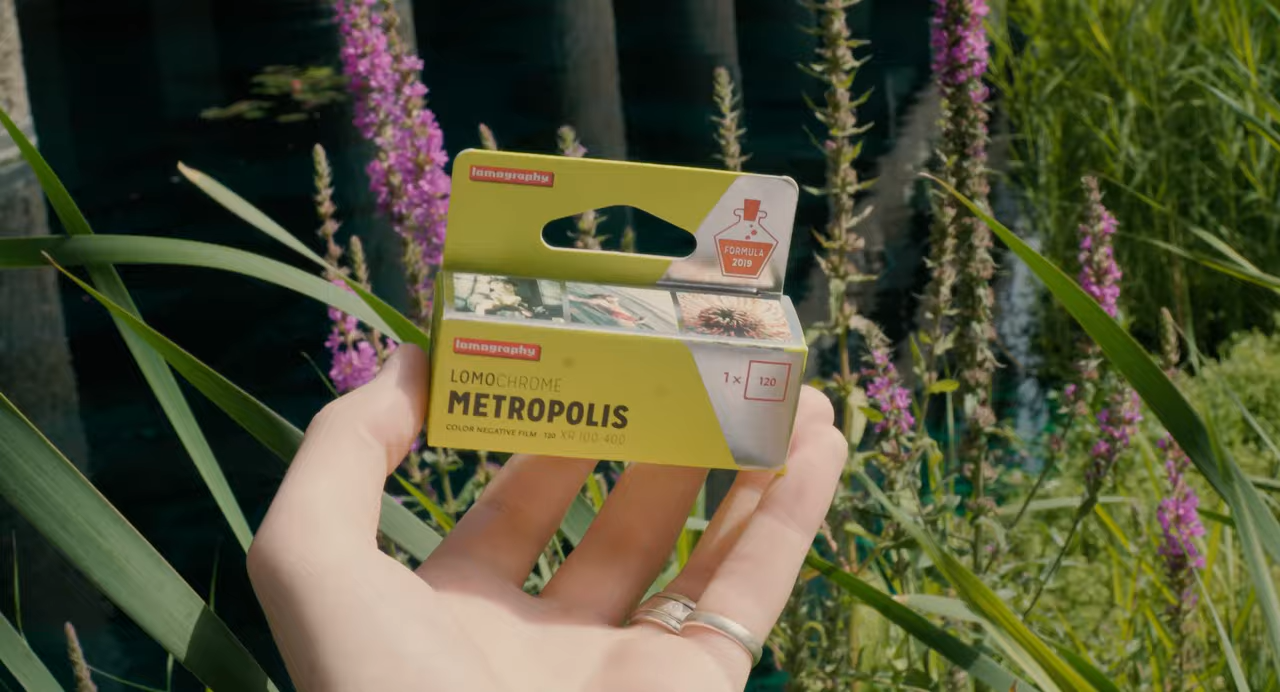 lomography
FORMULA
2019
lomography
1 x 120
LOMOCHROME
METROPOLIS
COLOR NEGATIVE FILM 120 XR 100-400